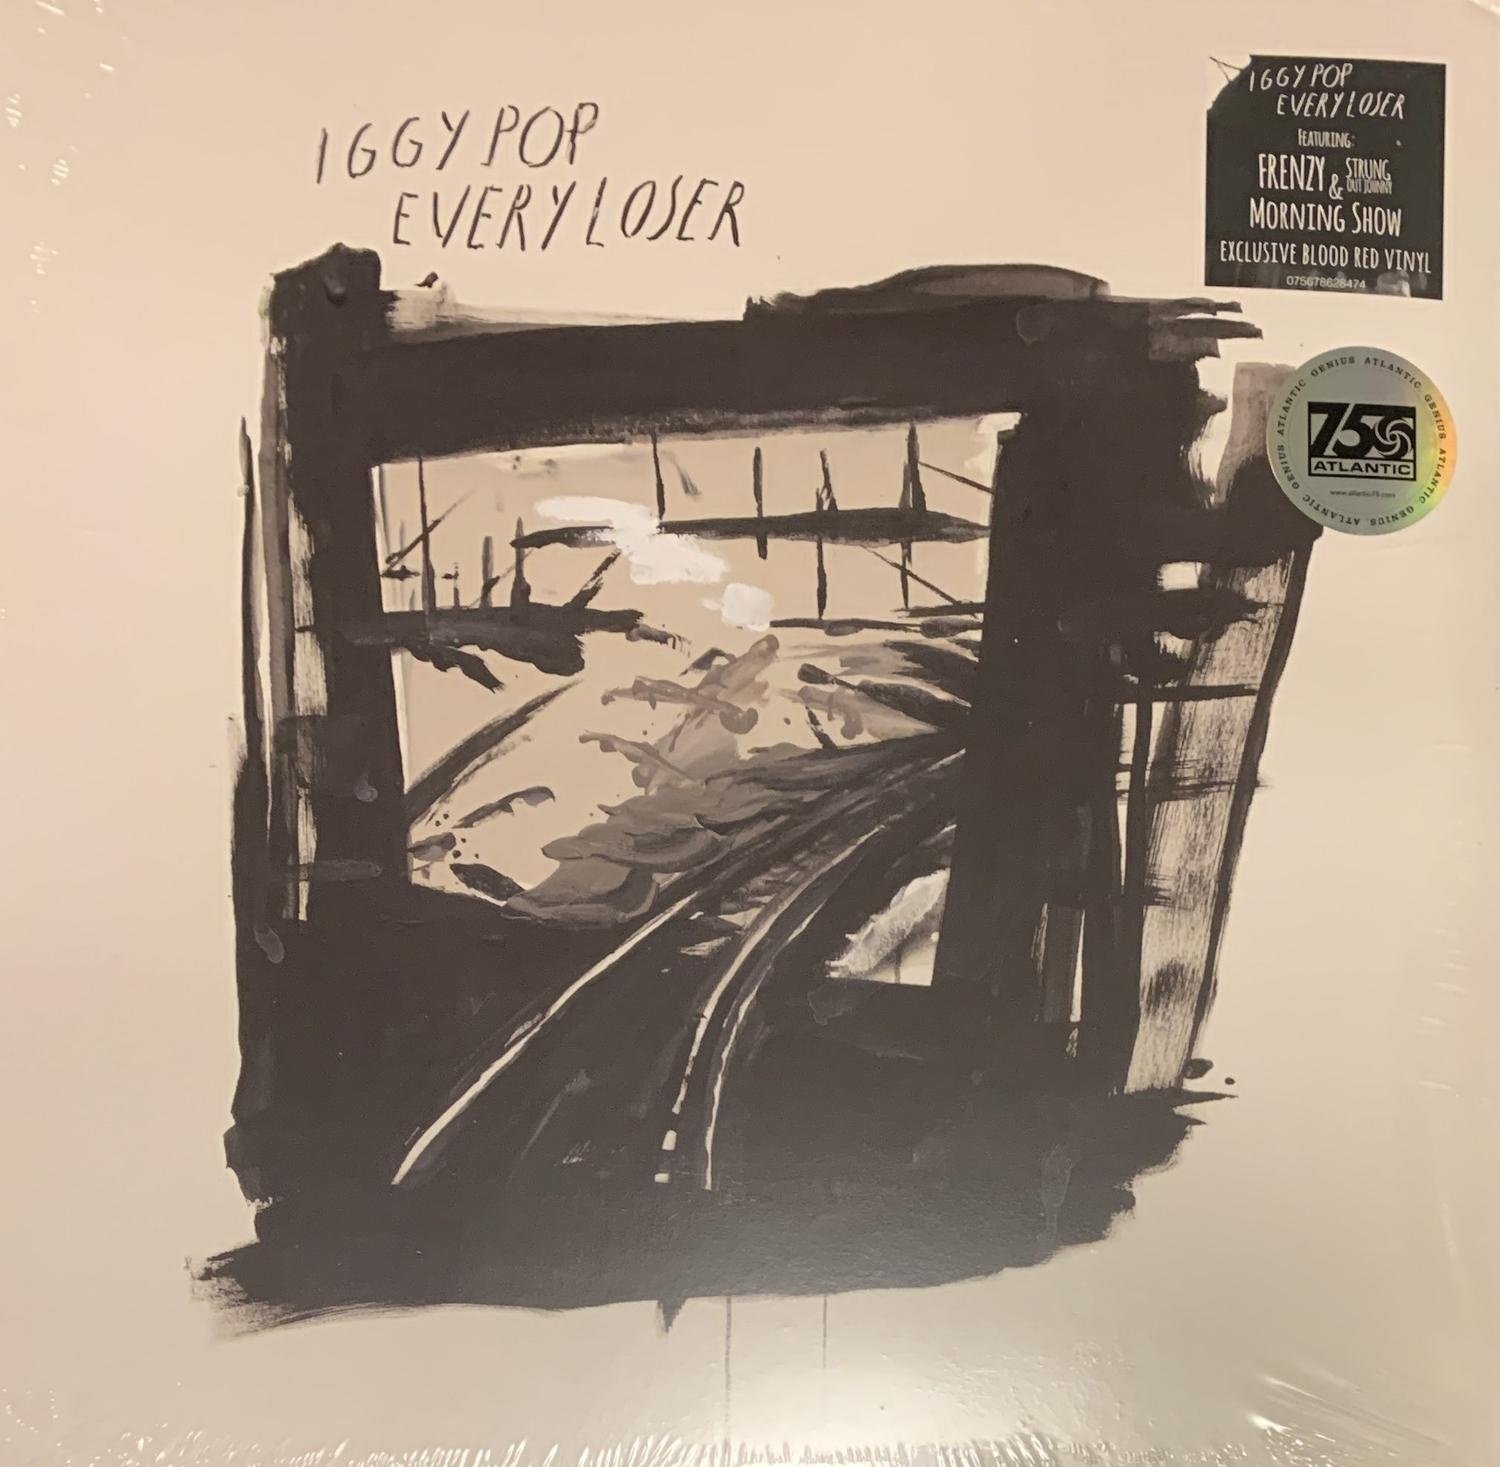 IGGY POP
EVERY LOSER
IGGY POP
EVERY LOSER
FEATURING:
FRENZY & STRUNG OUT JOHNNY
MORNING SHOW
EXCLUSIVE BLOOD RED VINYL
075678628474
GENIUS ATLANTIC GENIUS ATLANTIC GENIUS ATLANTIC GENIUS ATLANTIC
75
ATLANTIC
www.atlantic75.com